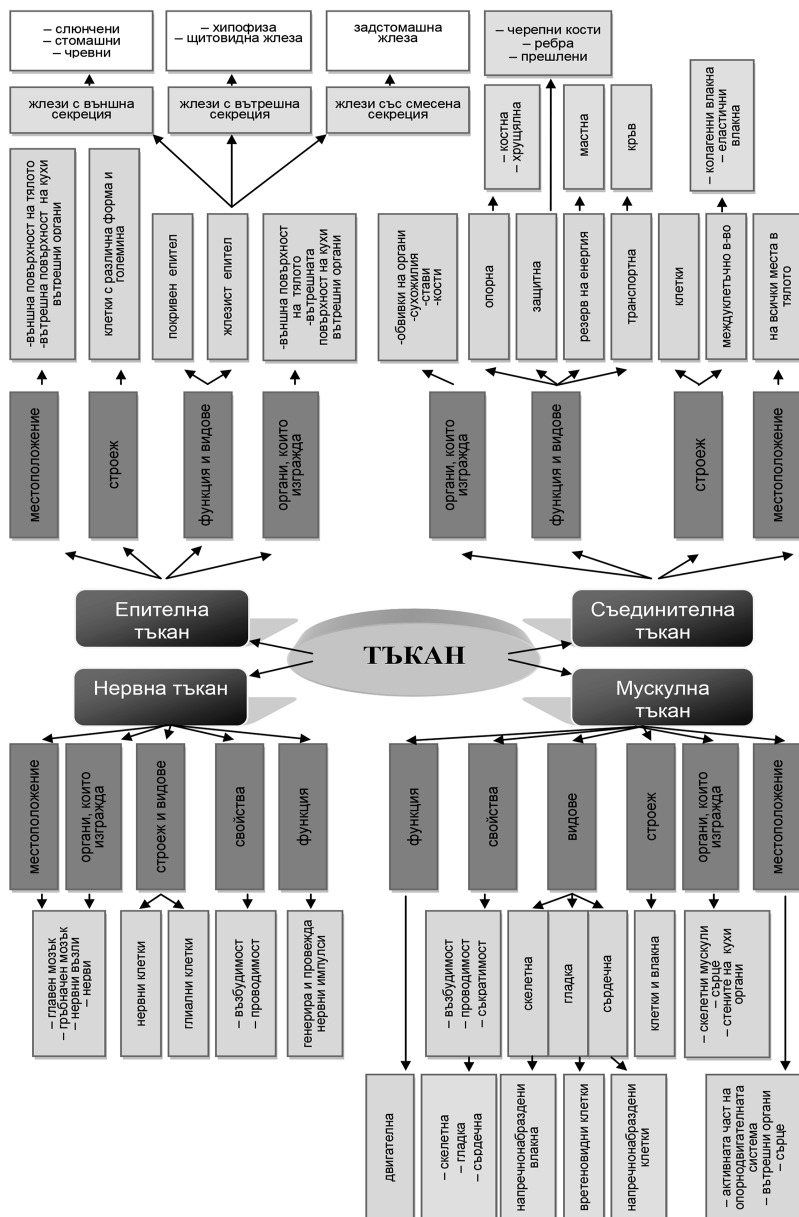 – слюнчени
– стомашни
– чревни
– хипофиза
– щитовидна жлеза
задстомашна
жлеза
– черепни кости
– ребра
– прешлени
жлези с външна
секреция
жлези с вътрешна
секреция
жлези със смесена
секреция
– костна
– хрущялна
мастна
кръв
– колагенни влакна
– еластични
влакна
-външна повърхност на тялото
-вътрешна повърхност на кухи
вътрешни органи
клетки с различна форма и
големина
покривен епител
жлезист епител
-външна повърхност
на тялото
-вътрешната
повърхност на кухи
вътрешни органи
-обвивки на органи
-сухожилия
-стави
-кости
опорна
защитна
резерв на енергия
транспортна
клетки
междуклетъчно в-во
на всички места в
тялото
местоположение
строеж
функция и видове
органи, които
изгражда
органи, които
изгражда
функция и видове
строеж
местоположение
Епителна
тъкан
Съединителна
тъкан
ТЪКАН
Нервна тъкан
Мускулна
тъкан
местоположение
органи, които
изгражда
строеж и видове
свойства
функция
функция
свойства
видове
строеж
органи, които
изгражда
местоположение
– главен мозък
– гръбначен мозък
– нервни възли
– нерви
нервни клетки
глиални клетки
– възбудимост
– проводимост
генерира и провежда
нервни импулси
– възбудимост
– проводимост
– съкратимост
скелетна
гладка
сърдечна
клетки и влакна
– скелетни мускули
– сърце
– стените на кухи
органи
двигателна
– скелетна
– гладка
– сърдечна
напречнонабраздени
влакна
вретеновидни клетки
напречнонабраздени
клетки
– активната част на
опорнодвигателната
система
– вътрешни органи
– сърце